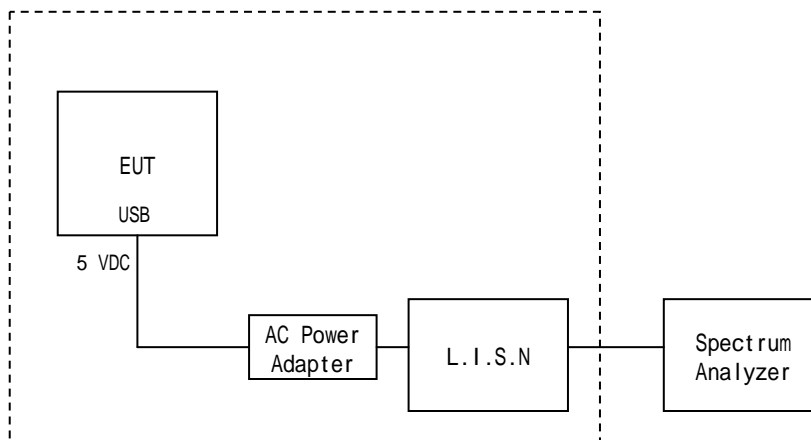 EUT
USB
5 VDC
AC Power
Adapter
L.I.S.N
Spectrum
Analyzer